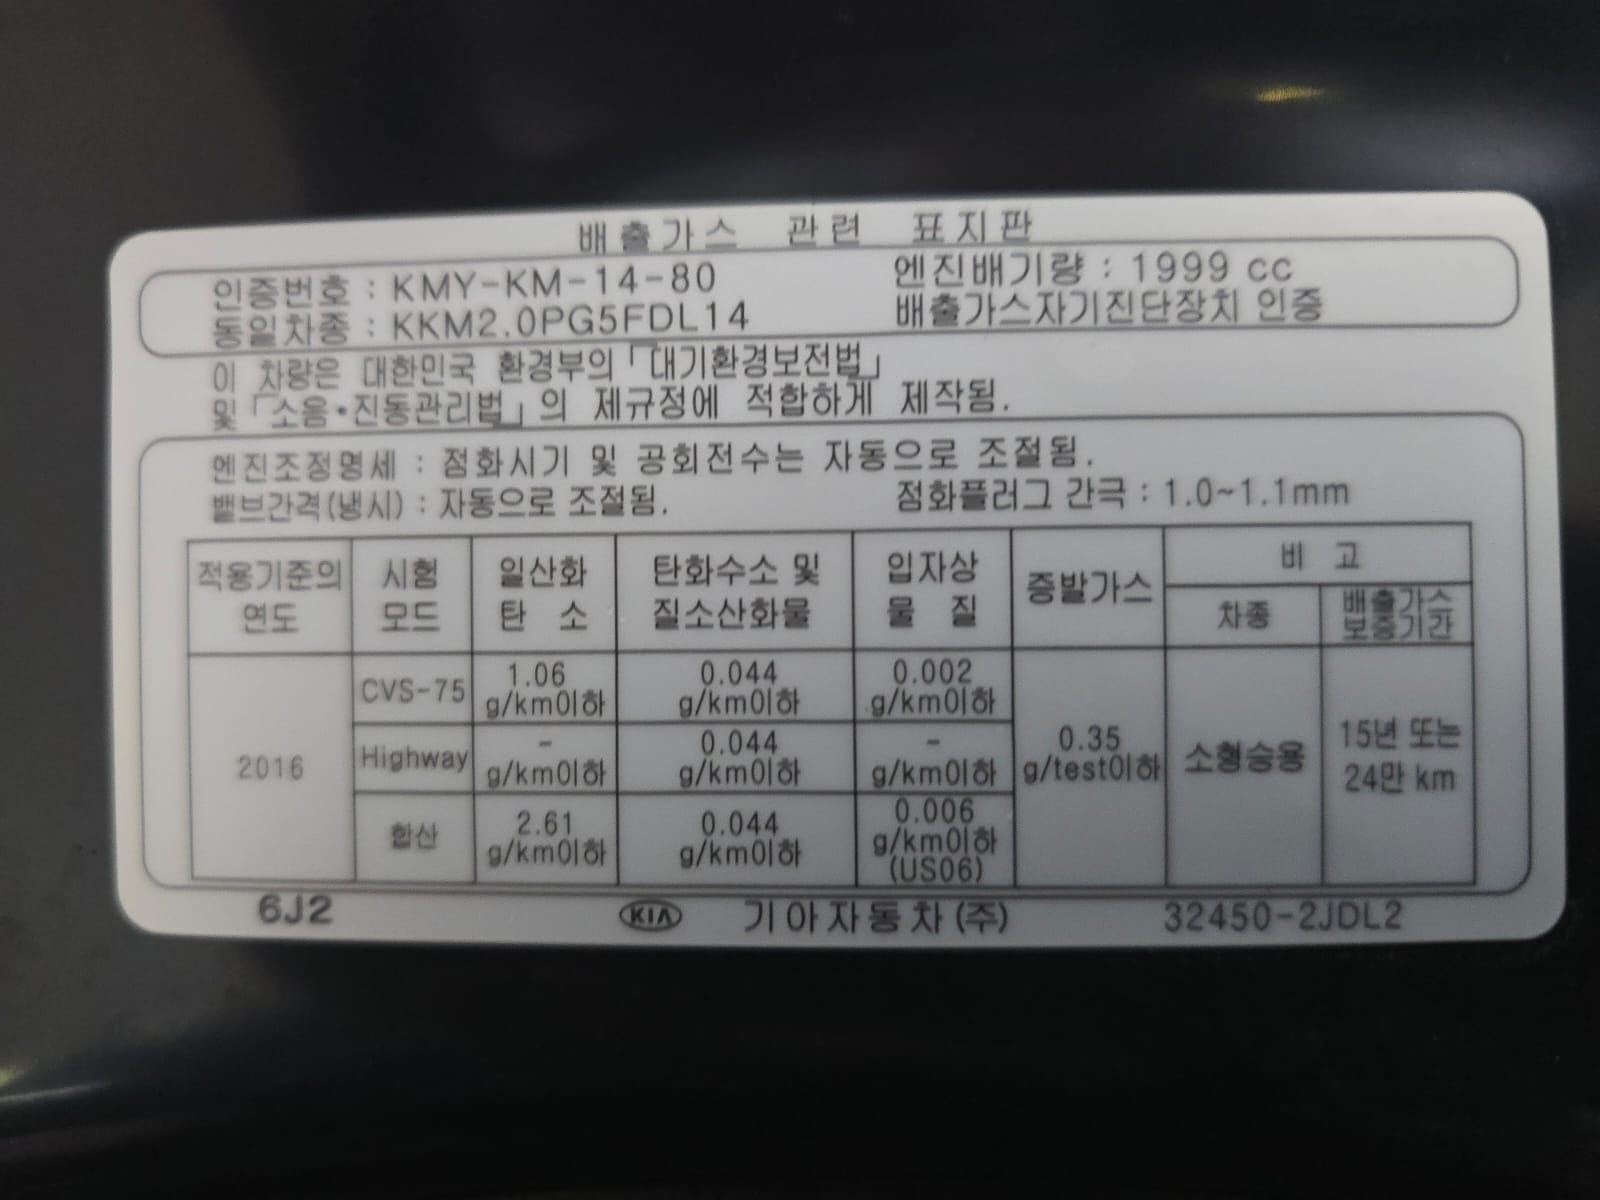 배출가스 관련 표지판
인증번호 : KMY-KM-14-80 엔진배기량 : 1999 cc
동일차종 : KKM2.0PG5FDL14 배출가스자기진단장치 인증
이 차량은 대한민국 환경부의 「대기환경보전법」
및 「소음·진동관리법」의 제규정에 적합하게 제작됨.
엔진조정명세 : 점화시기 및 공회전수는 자동으로 조절됨.
밸브간격(냉시) : 자동으로 조절됨. 점화플러그 간극 : 1.0~1.1mm
적용기준의 연도 시험 모드 일산화 탄소 탄화수소 및 질소산화물 입자상 물질 증발가스 비고
차종 배출가스 보증기간
2016 CVS-75 1.06 g/km이하 0.044 g/km이하 0.002 g/km이하 0.35 g/test이하 소형승용 15년 또는 24만 km
Highway - g/km이하 0.044 g/km이하 - g/km이하
합산 2.61 g/km이하 0.044 g/km이하 0.006 g/km이하 (US06)
6J2 KIA 기아자동차(주) 32450-2JDL2